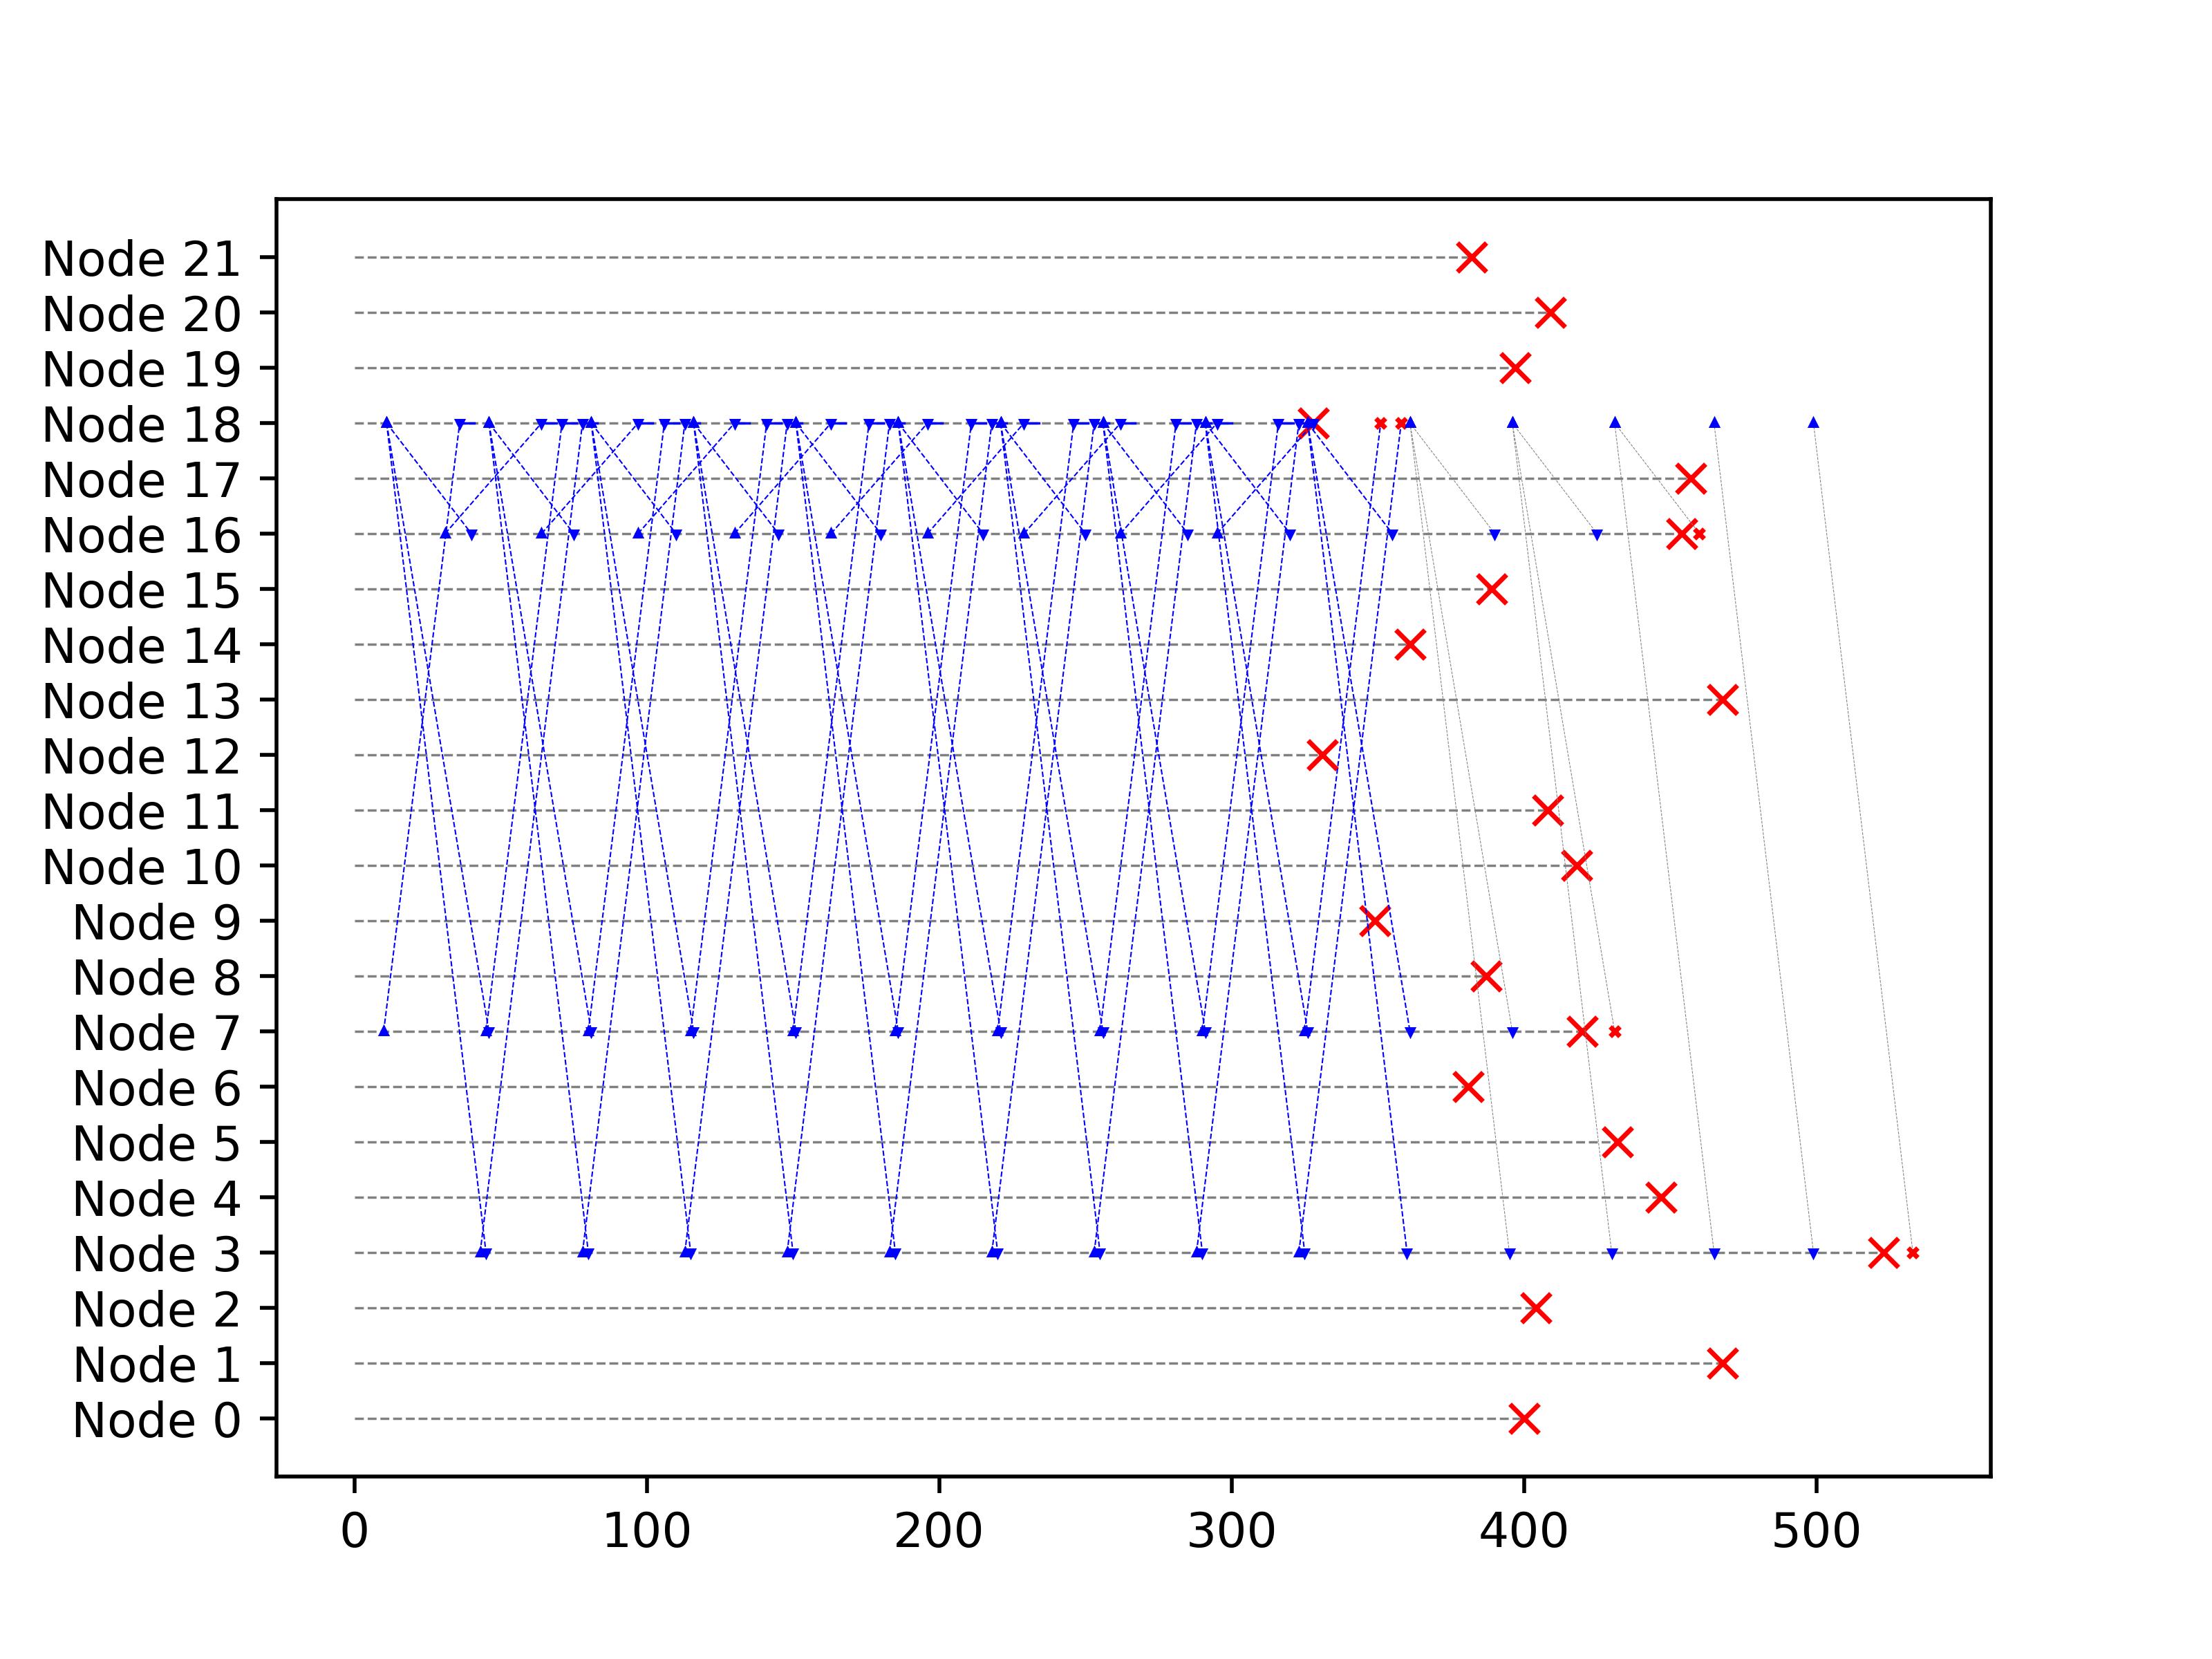 Node 21
Node 20
Node 19
Node 18
Node 17
Node 16
Node 15
Node 14
Node 13
Node 12
Node 11
Node 10
Node 9
Node 8
Node 7
Node 6
Node 5
Node 4
Node 3
Node 2
Node 1
Node 0
0 100 200 300 400 500